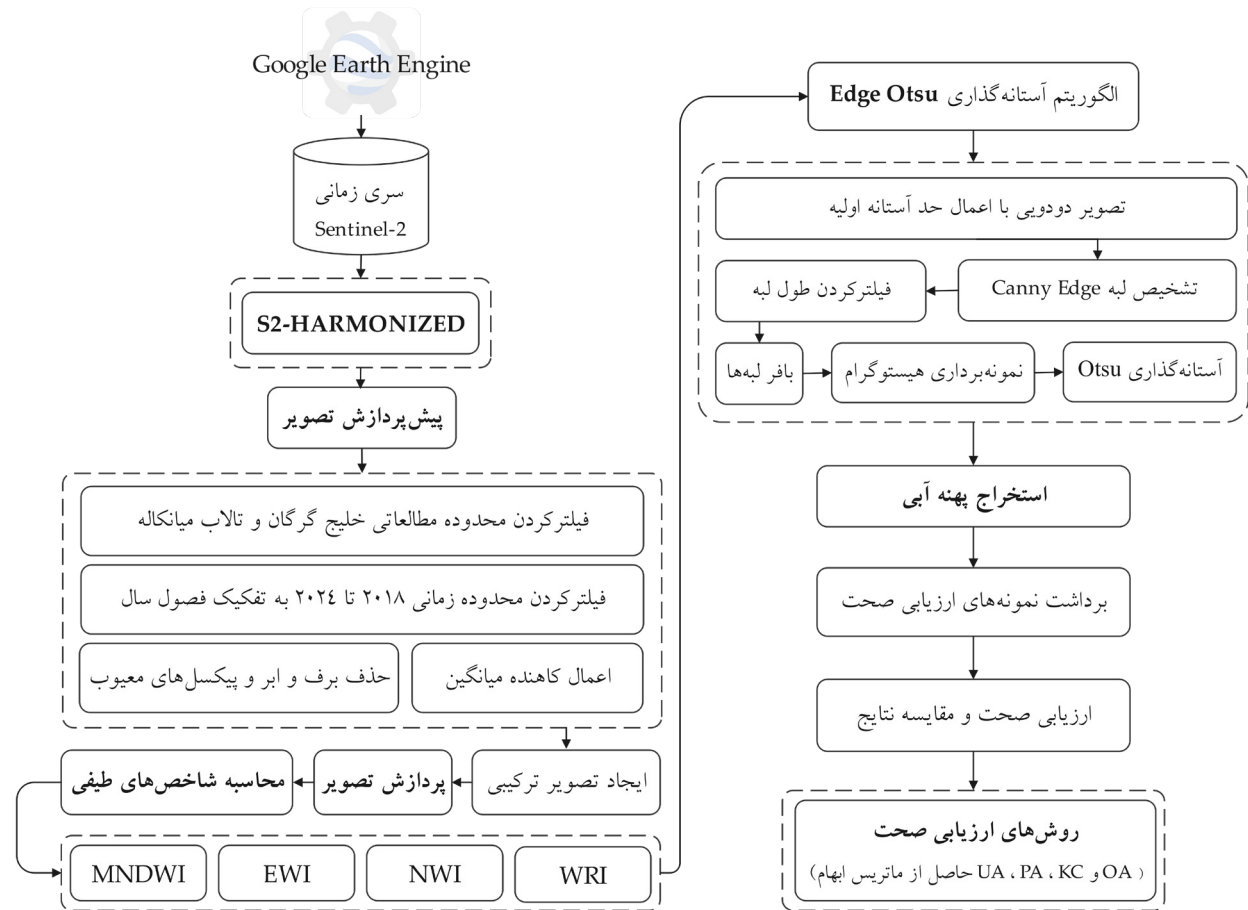 Google Earth Engine
سری زمانی
Sentinel-2
S2-HARMONIZED
پیش‌پردازش تصویر
فیلترکردن محدوده مطالعاتی خلیج گرگان و تالاب میانکاله
فیلترکردن محدوده زمانی ۲۰۱۸ تا ۲۰۲٤ به تفکیک فصول سال
اعمال کاهنده میانگین
حذف برف و ابر و پیکسل‌های معیوب
ایجاد تصویر ترکیبی
پردازش تصویر
محاسبه شاخص‌های طیفی
MNDWI
EWI
NWI
WRI
الگوریتم آستانه‌گذاری Edge Otsu
تصویر دودویی با اعمال حد آستانه اولیه
تشخیص لبه Canny Edge
فیلترکردن طول لبه
بافر لبه‌ها
نمونه‌برداری هیستوگرام
آستانه‌گذاری Otsu
استخراج پهنه آبی
برداشت نمونه‌های ارزیابی صحت
ارزیابی صحت و مقایسه نتایج
روش‌های ارزیابی صحت
(OA و UA ، PA ، KC حاصل از ماتریس ابهام)